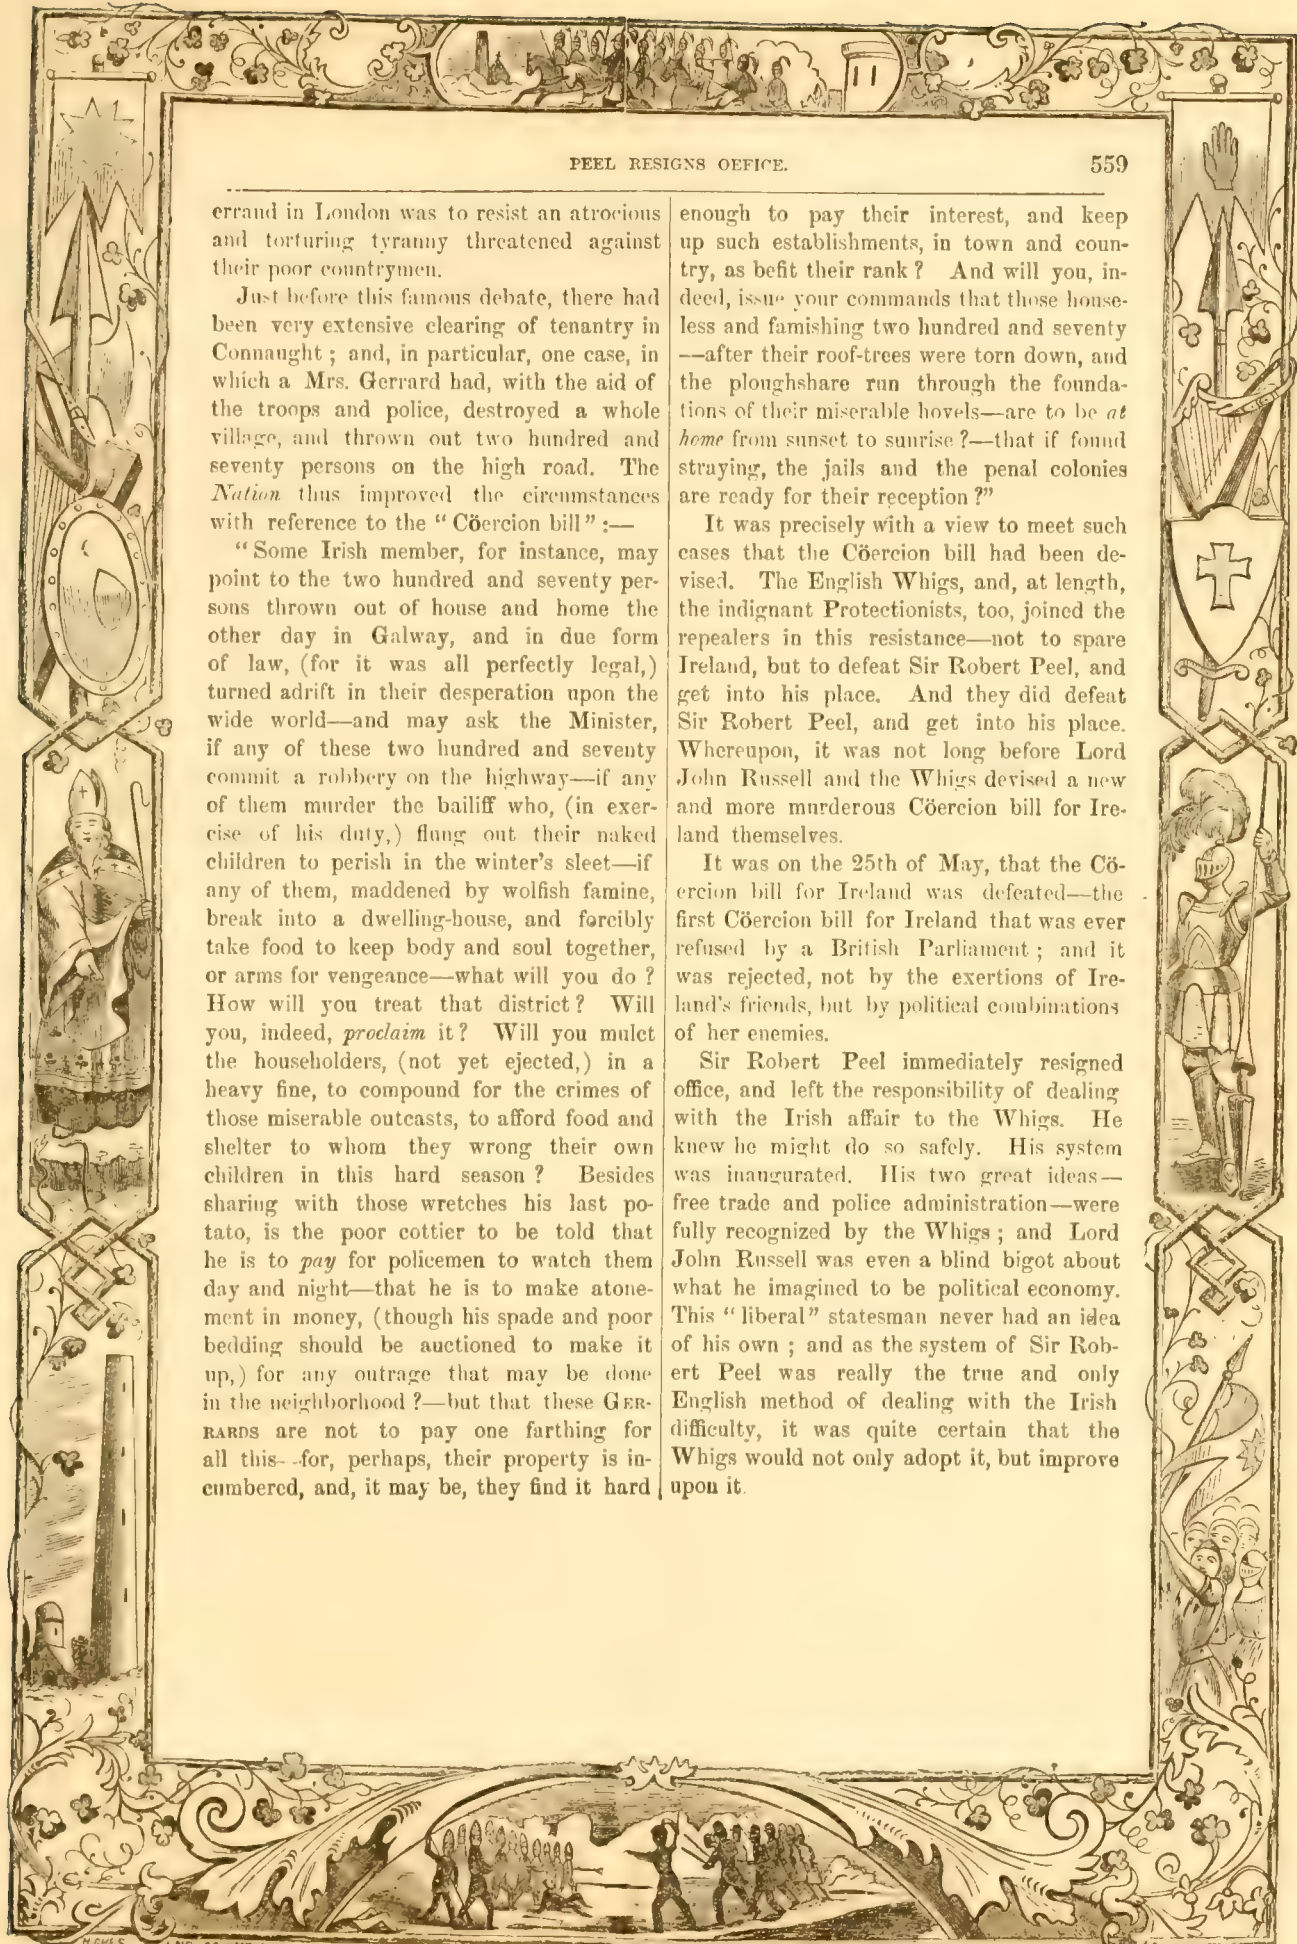 PEEL RESIGNS OFFICE. 559
errand in London was to resist an atrocious
and torturing tyranny threatened against
their poor countrymen.
Just before this famous debate, there had
been very extensive clearing of tenantry in
Connaught ; and, in particular, one case, in
which a Mrs. Gerrard had, with the aid of
the troops and police, destroyed a whole
village, and thrown out two hundred and
seventy persons on the high road. The
Nation thus improved the circumstances
with reference to the “ Cöercion bill ” :—
“ Some Irish member, for instance, may
point to the two hundred and seventy per-
sons thrown out of house and home the
other day in Galway, and in due form
of law, (for it was all perfectly legal,)
turned adrift in their desperation upon the
wide world—and may ask the Minister,
if any of these two hundred and seventy
commit a robbery on the highway—if any
of them murder the bailiff who, (in exer-
cise of his duty,) flung out their naked
children to perish in the winter's sleet—if
any of them, maddened by wolfish famine,
break into a dwelling-house, and forcibly
take food to keep body and soul together,
or arms for vengeance—what will you do ?
How will you treat that district ? Will
you, indeed, proclaim it ? Will you mulct
the householders, (not yet ejected,) in a
heavy fine, to compound for the crimes of
those miserable outcasts, to afford food and
shelter to whom they wrong their own
children in this hard season ? Besides
sharing with those wretches his last po-
tato, is the poor cottier to be told that
he is to pay for policemen to watch them
day and night—that he is to make atone-
ment in money, (though his spade and poor
bedding should be auctioned to make it
up,) for any outrage that may be done
in the neighborhood ?—but that these GER-
RARDS are not to pay one farthing for
all this—for, perhaps, their property is in-
cumbered, and, it may be, they find it hard
enough to pay their interest, and keep
up such establishments, in town and coun-
try, as befit their rank ? And will you, in-
deed, issue your commands that those house-
less and famishing two hundred and seventy
—after their roof-trees were torn down, and
the ploughshare run through the founda-
tions of their miserable hovels—are to be at
home from sunset to sunrise ?—that if found
straying, the jails and the penal colonies
are ready for their reception ?”
It was precisely with a view to meet such
cases that the Cöercion bill had been de-
vised. The English Whigs, and, at length,
the indignant Protectionists, too, joined the
repealers in this resistance—not to spare
Ireland, but to defeat Sir Robert Peel, and
get into his place. And they did defeat
Sir Robert Peel, and get into his place.
Whereupon, it was not long before Lord
John Russell and the Whigs devised a new
and more murderous Cöercion bill for Ire-
land themselves.
It was on the 25th of May, that the Cö-
ercion bill for Ireland was defeated—the
first Cöercion bill for Ireland that was ever
refused by a British Parliament ; and it
was rejected, not by the exertions of Ire-
land's friends, but by political combinations
of her enemies.
Sir Robert Peel immediately resigned
office, and left the responsibility of dealing
with the Irish affair to the Whigs. He
knew he might do so safely. His system
was inaugurated. His two great ideas—
free trade and police administration—were
fully recognized by the Whigs ; and Lord
John Russell was even a blind bigot about
what he imagined to be political economy.
This “ liberal” statesman never had an idea
of his own ; and as the system of Sir Rob-
ert Peel was really the true and only
English method of dealing with the Irish
difficulty, it was quite certain that the
Whigs would not only adopt it, but improve
upon it.